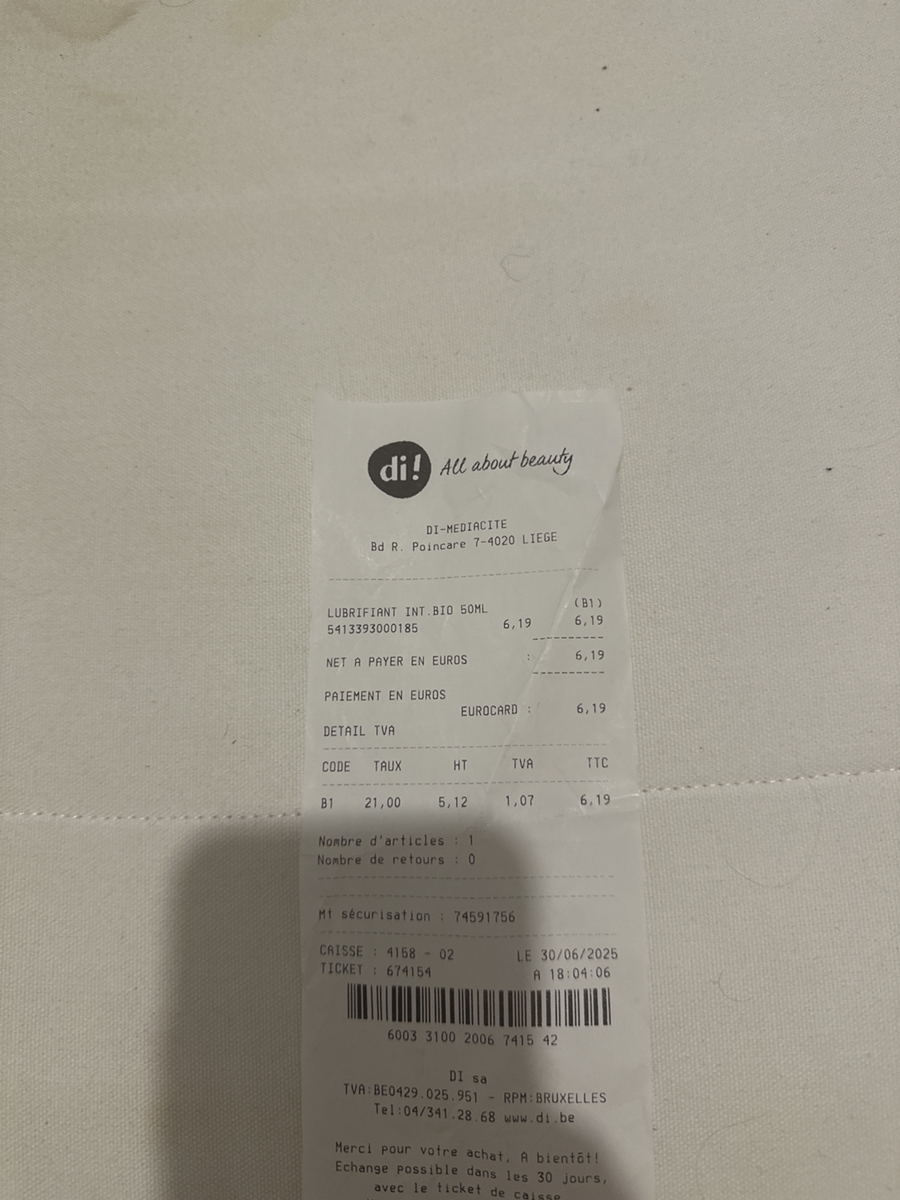 di! All about beauty
DI-MEDIACITE
Bd R. Poincare 7-4020 LIEGE
(B1)
LUBRIFIANT INT.BIO 50ML
5413393000185 6,19 6,19
NET A PAYER EN EUROS : 6,19
PAIEMENT EN EUROS
EUROCARD : 6,19
DETAIL TVA
CODE TAUX HT TVA TTC
B1 21,00 5,12 1,07 6,19
Nombre d'articles : 1
Nombre de retours : 0
Mt sécurisation : 74591756
CAISSE : 4158 - 02 LE 30/06/2025
TICKET : 674154 A 18:04:06
6003 3100 2006 7415 42
DI sa
TVA:BE0429.025.951 - RPM:BRUXELLES
Tel:04/341.28.68 www.di.be
Merci pour votre achat, A bientôt!
Echange possible dans les 30 jours,
avec le ticket de caisse